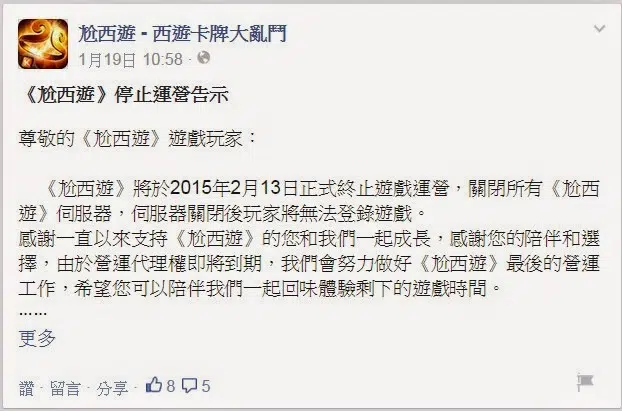 尬西遊 - 西遊卡牌大亂鬥
1月19日 10:58 ·
《尬西遊》停止運營告示
尊敬的《尬西遊》遊戲玩家：
《尬西遊》將於2015年2月13日正式終止遊戲運營，關閉所有《尬西
遊》伺服器，伺服器關閉後玩家將無法登錄遊戲。
感謝一直以來支持《尬西遊》的您和我們一起成長，感謝您的陪伴和選
擇，由於營運代理權即將到期，我們會努力做好《尬西遊》最後的營運
工作，希望您可以陪伴我們一起回味體驗剩下的遊戲時間。
......
更多
讚 · 留言 · 分享 · 8 5